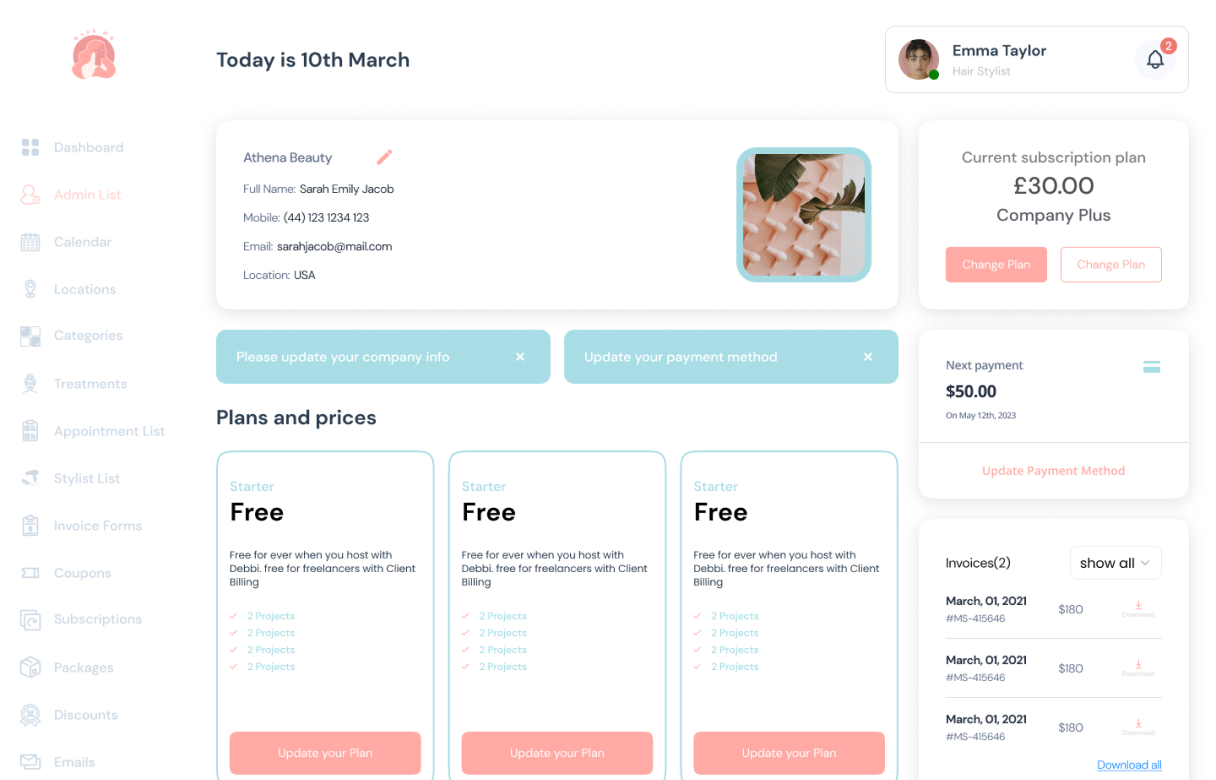 Today is 10th March
Emma Taylor
Hair Stylist
2
Dashboard
Admin List
Calendar
Locations
Categories
Treatments
Appointment List
Stylist List
Invoice Forms
Coupons
Subscriptions
Packages
Discounts
Emails
Athena Beauty
Full Name: Sarah Emily Jacob
Mobile: (44) 123 1234 123
Email: sarahjacob@mail.com
Location: USA
Current subscription plan
£30.00
Company Plus
Change Plan
Change Plan
Please update your company info
Update your payment method
Next payment
$50.00
On May 12th, 2023
Update Payment Method
Plans and prices
Starter
Free
Free for ever when you host with
Debbi. free for freelancers with Client
Billing
2 Projects
2 Projects
2 Projects
2 Projects
Update your Plan
Starter
Free
Free for ever when you host with
Debbi. free for freelancers with Client
Billing
2 Projects
2 Projects
2 Projects
2 Projects
Update your Plan
Starter
Free
Free for ever when you host with
Debbi. free for freelancers with Client
Billing
2 Projects
2 Projects
2 Projects
2 Projects
Update your Plan
Invoices(2)
show all
March, 01, 2021
#MS-415646
$180
Download
March, 01, 2021
#MS-415646
$180
Download
March, 01, 2021
#MS-415646
$180
Download
Download all